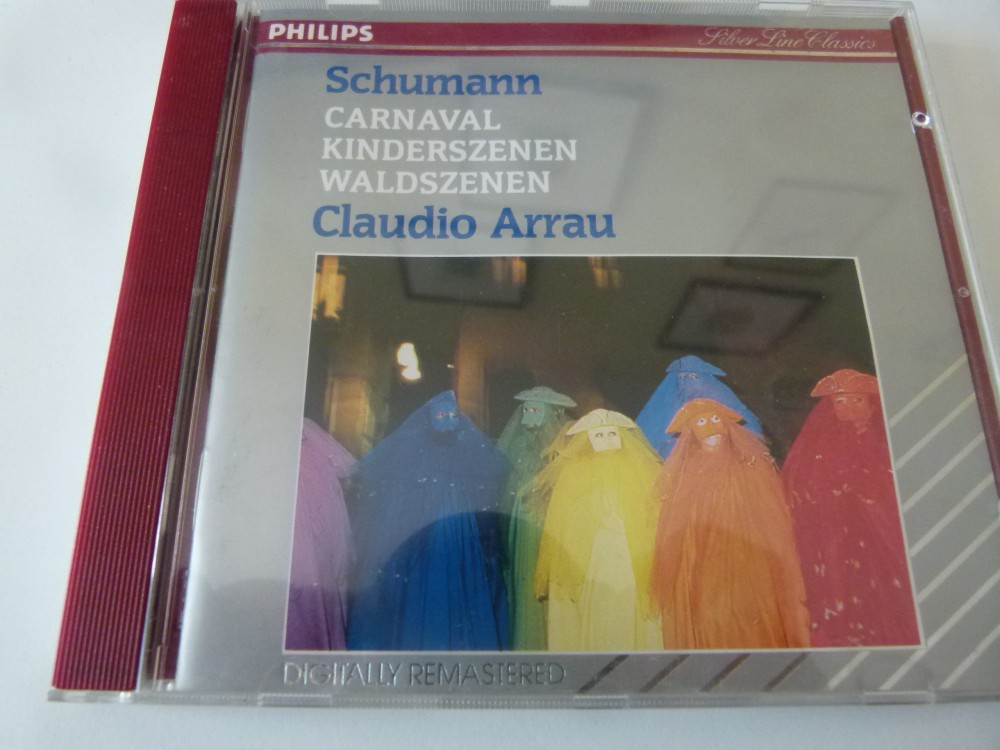 PHILIPS
Silver Line Classics
Schumann
CARNAVAL
KINDERSZENEN
WALDSZENEN
Claudio Arrau
DIGITALLY REMASTERED